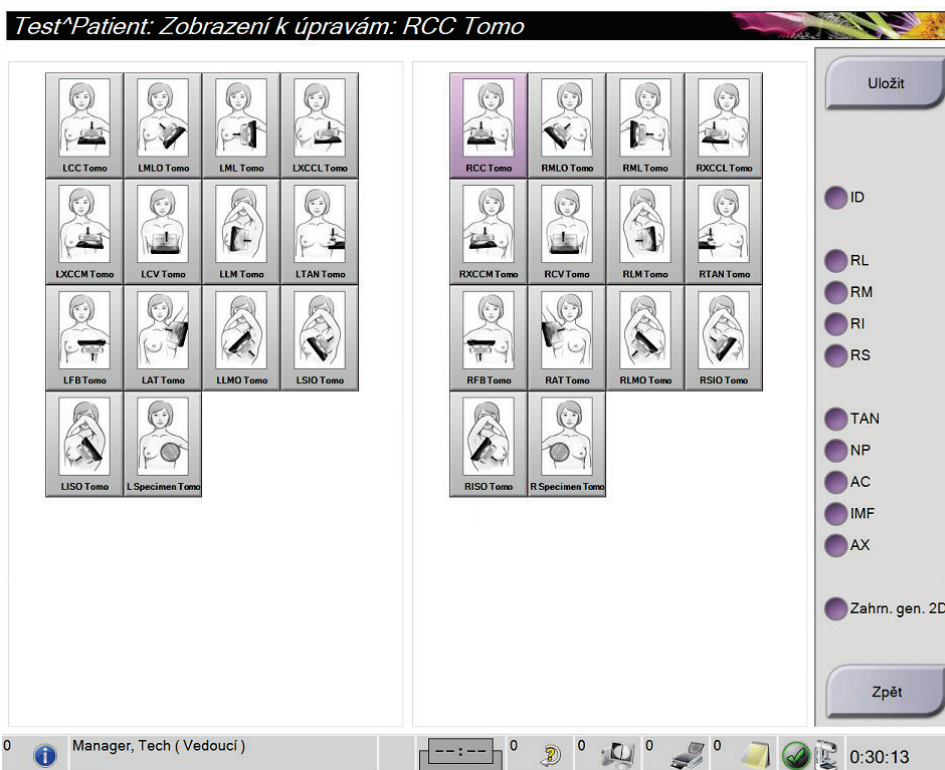 Test^Patient: Zobrazení k úpravám: RCC Tomo
LCC Tomo LMLO Tomo LML Tomo LXCCL Tomo
LXCCM Tomo LCV Tomo LLM Tomo LTAN Tomo
LFB Tomo LAT Tomo LLMO Tomo LSIO Tomo
LISO Tomo L Specimen Tomo
RCC Tomo RMLO Tomo RML Tomo RXCCL Tomo
RXCCM Tomo RCV Tomo RLM Tomo RTAN Tomo
RFB Tomo RAT Tomo RLMO Tomo RSIO Tomo
RISO Tomo R Specimen Tomo
Uložit
ID
RL
RM
RI
RS
TAN
NP
AC
IMF
AX
Zahrn. gen. 2D
Zpět
0 Manager, Tech ( Vedoucí ) --:-- 0 0 0 0 0:30:13